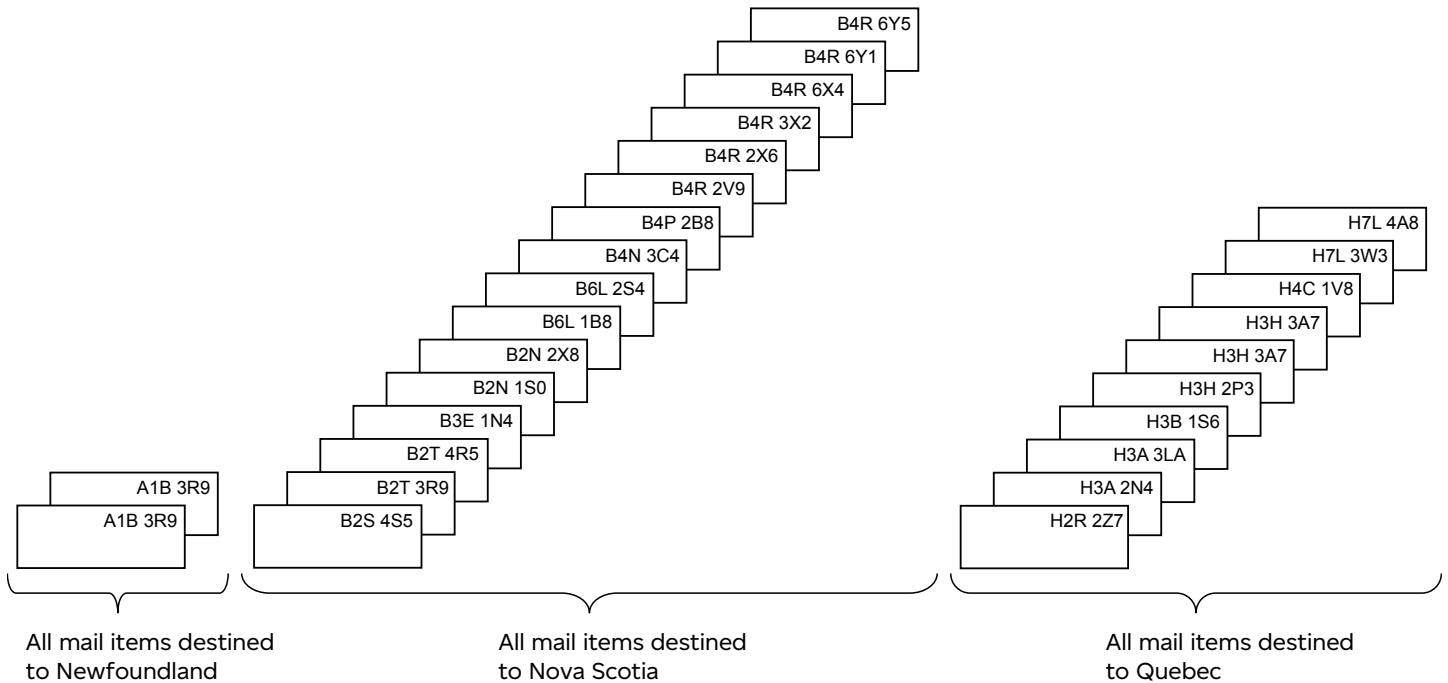 B4R 6Y5
B4R 6Y1
B4R 6X4
B4R 3X2
B4R 2X6
B4R 2V9
B4P 2B8
B4N 3C4
B6L 2S4
B6L 1B8
B2N 2X8
B2N 1S0
B3E 1N4
B2T 4R5
B2T 3R9
B2S 4S5
A1B 3R9
A1B 3R9
H7L 4A8
H7L 3W3
H4C 1V8
H3H 3A7
H3H 3A7
H3H 2P3
H3B 1S6
H3A 3LA
H3A 2N4
H2R 2Z7
All mail items destined
to Newfoundland
All mail items destined
to Nova Scotia
All mail items destined
to Quebec